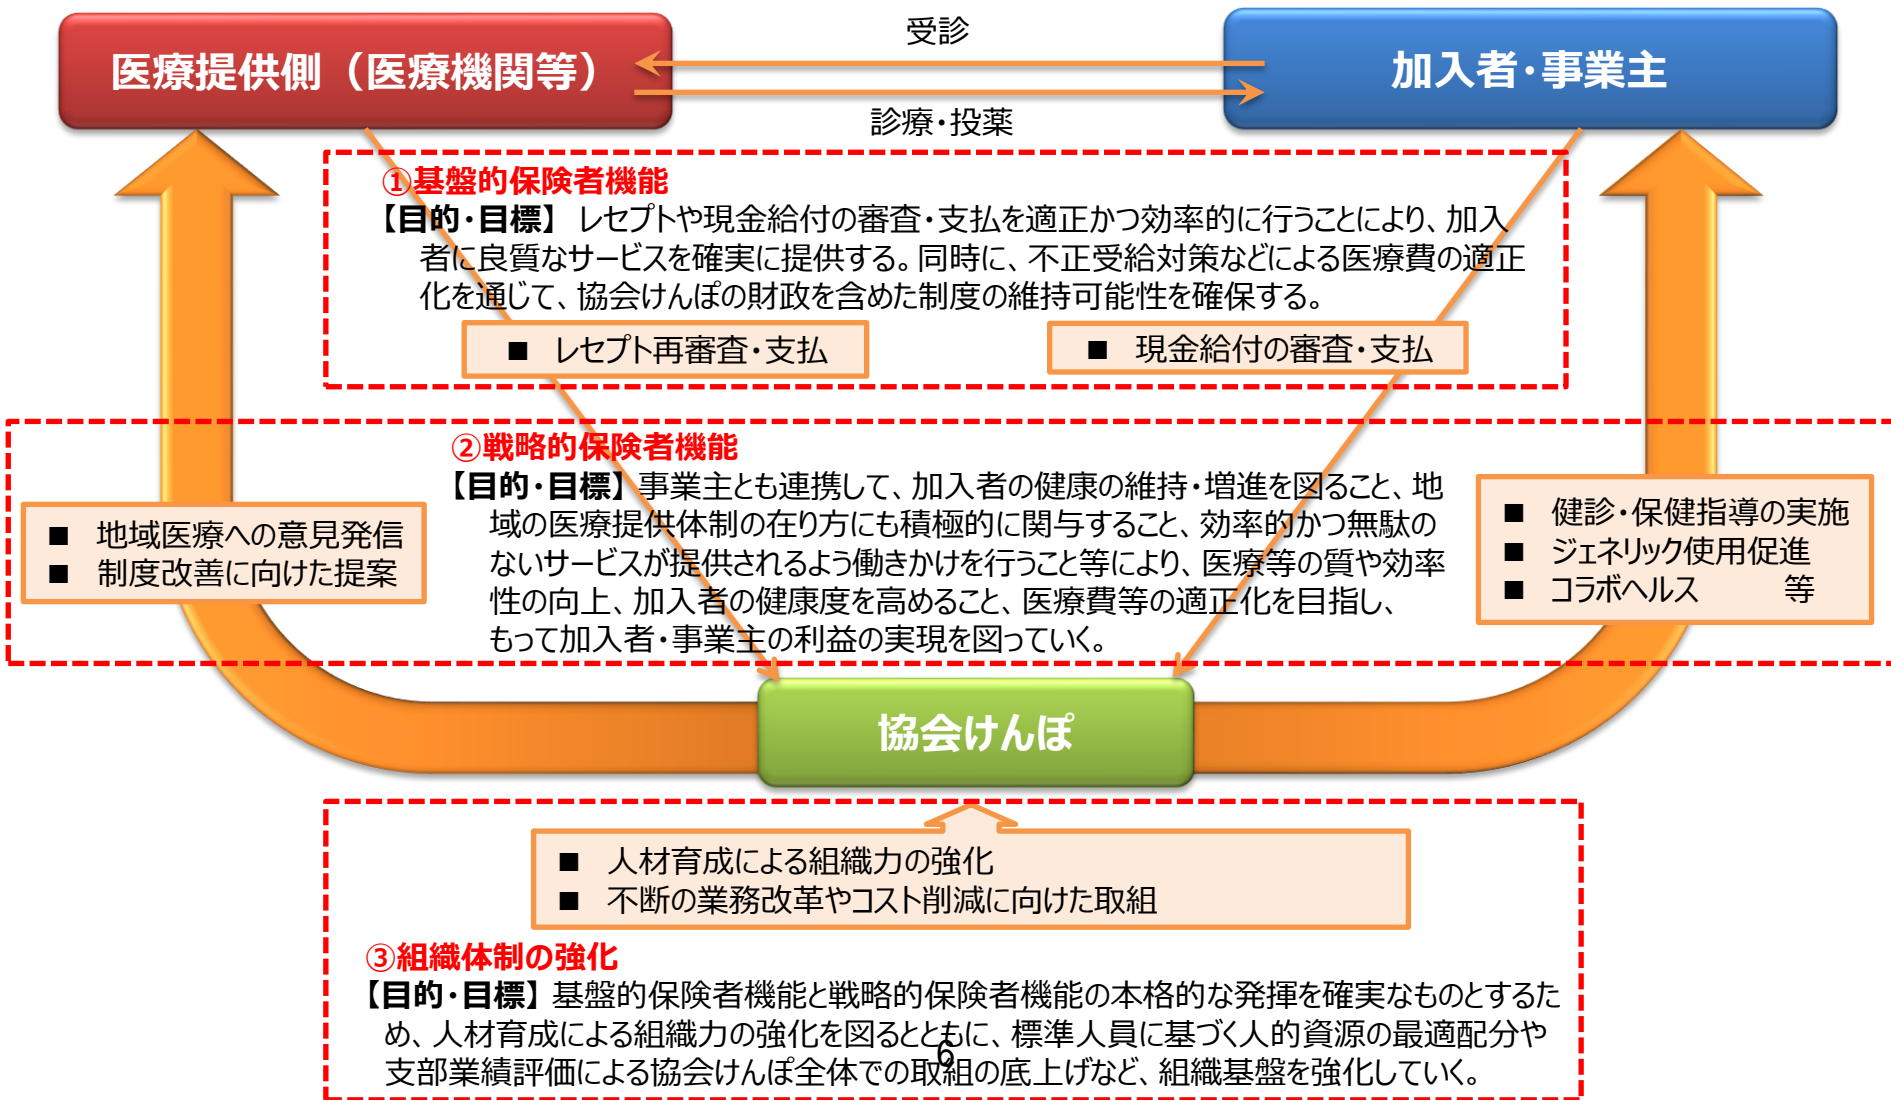 受診
医療提供側（医療機関等）
加入者・事業主
診療・投薬
①基盤的保険者機能
【目的・目標】 レセプトや現金給付の審査・支払を適正かつ効率的に行うことにより、加入
者に良質なサービスを確実に提供する。同時に、不正受給対策などによる医療費の適正
化を通じて、協会けんぽの財政を含めた制度の維持可能性を確保する。
■ レセプト再審査・支払
■ 現金給付の審査・支払
②戦略的保険者機能
【目的・目標】 事業主とも連携して、加入者の健康の維持・増進を図ること、地
域の医療提供体制の在り方にも積極的に関与すること、効率的かつ無駄の
ないサービスが提供されるよう働きかけを行うこと等により、医療等の質や効率
性の向上、加入者の健康度を高めること、医療費等の適正化を目指し、
もって加入者・事業主の利益の実現を図っていく。
■ 地域医療への意見発信
■ 制度改善に向けた提案
■ 健診・保健指導の実施
■ ジェネリック使用促進
■ コラボヘルス 等
協会けんぽ
■ 人材育成による組織力の強化
■ 不断の業務改革やコスト削減に向けた取組
③組織体制の強化
【目的・目標】 基盤的保険者機能と戦略的保険者機能の本格的な発揮を確実なものとするた
め、人材育成による組織力の強化を図るとともに、標準人員に基づく人的資源の最適配分や
支部業績評価による協会けんぽ全体での取組の底上げなど、組織基盤を強化していく。
6